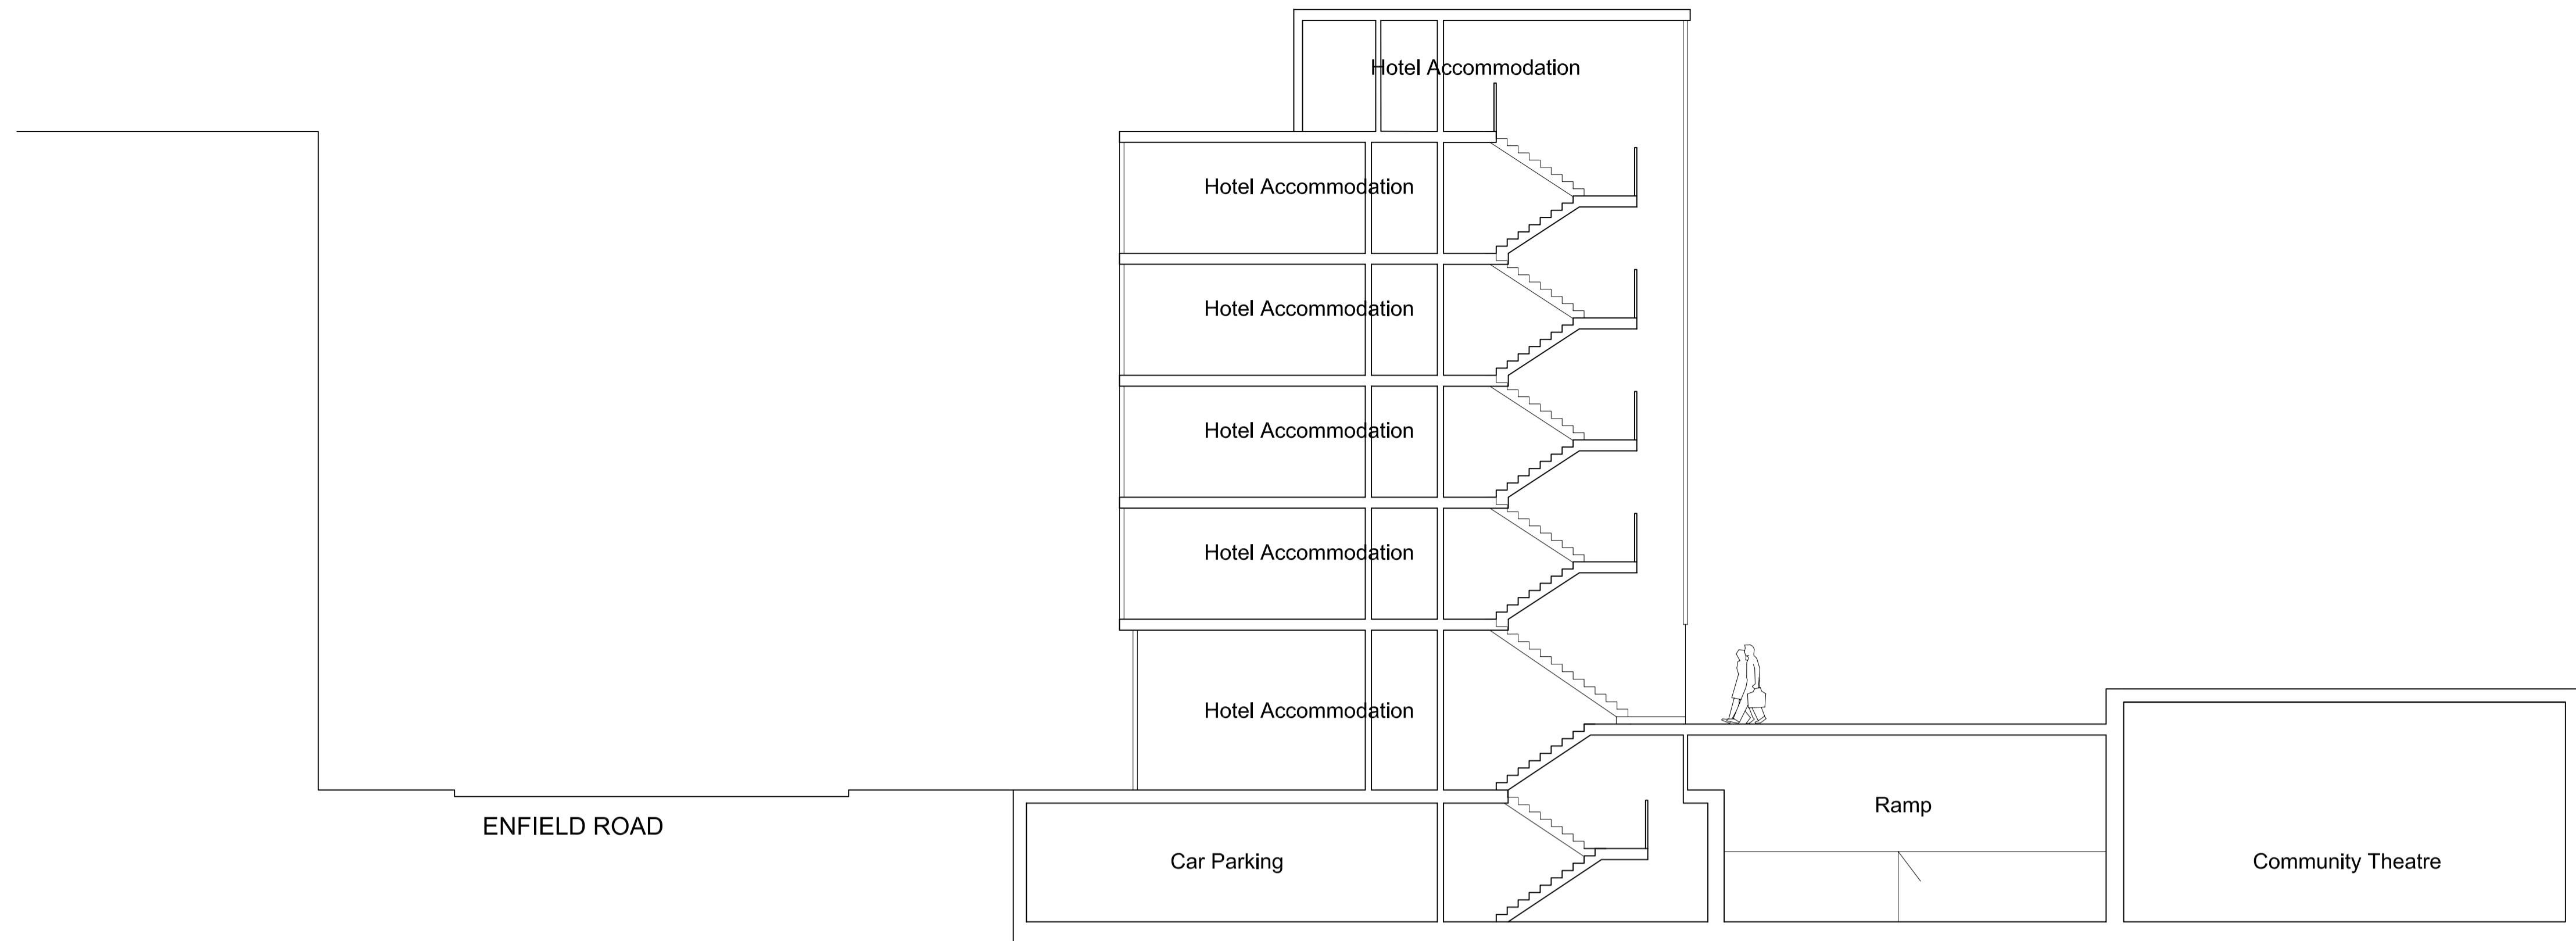 Hotel Accommodation
Hotel Accommodation
Hotel Accommodation
Hotel Accommodation
Hotel Accommodation
Hotel Accommodation
Ramp
ENFIELD ROAD
Car Parking
Community Theatre